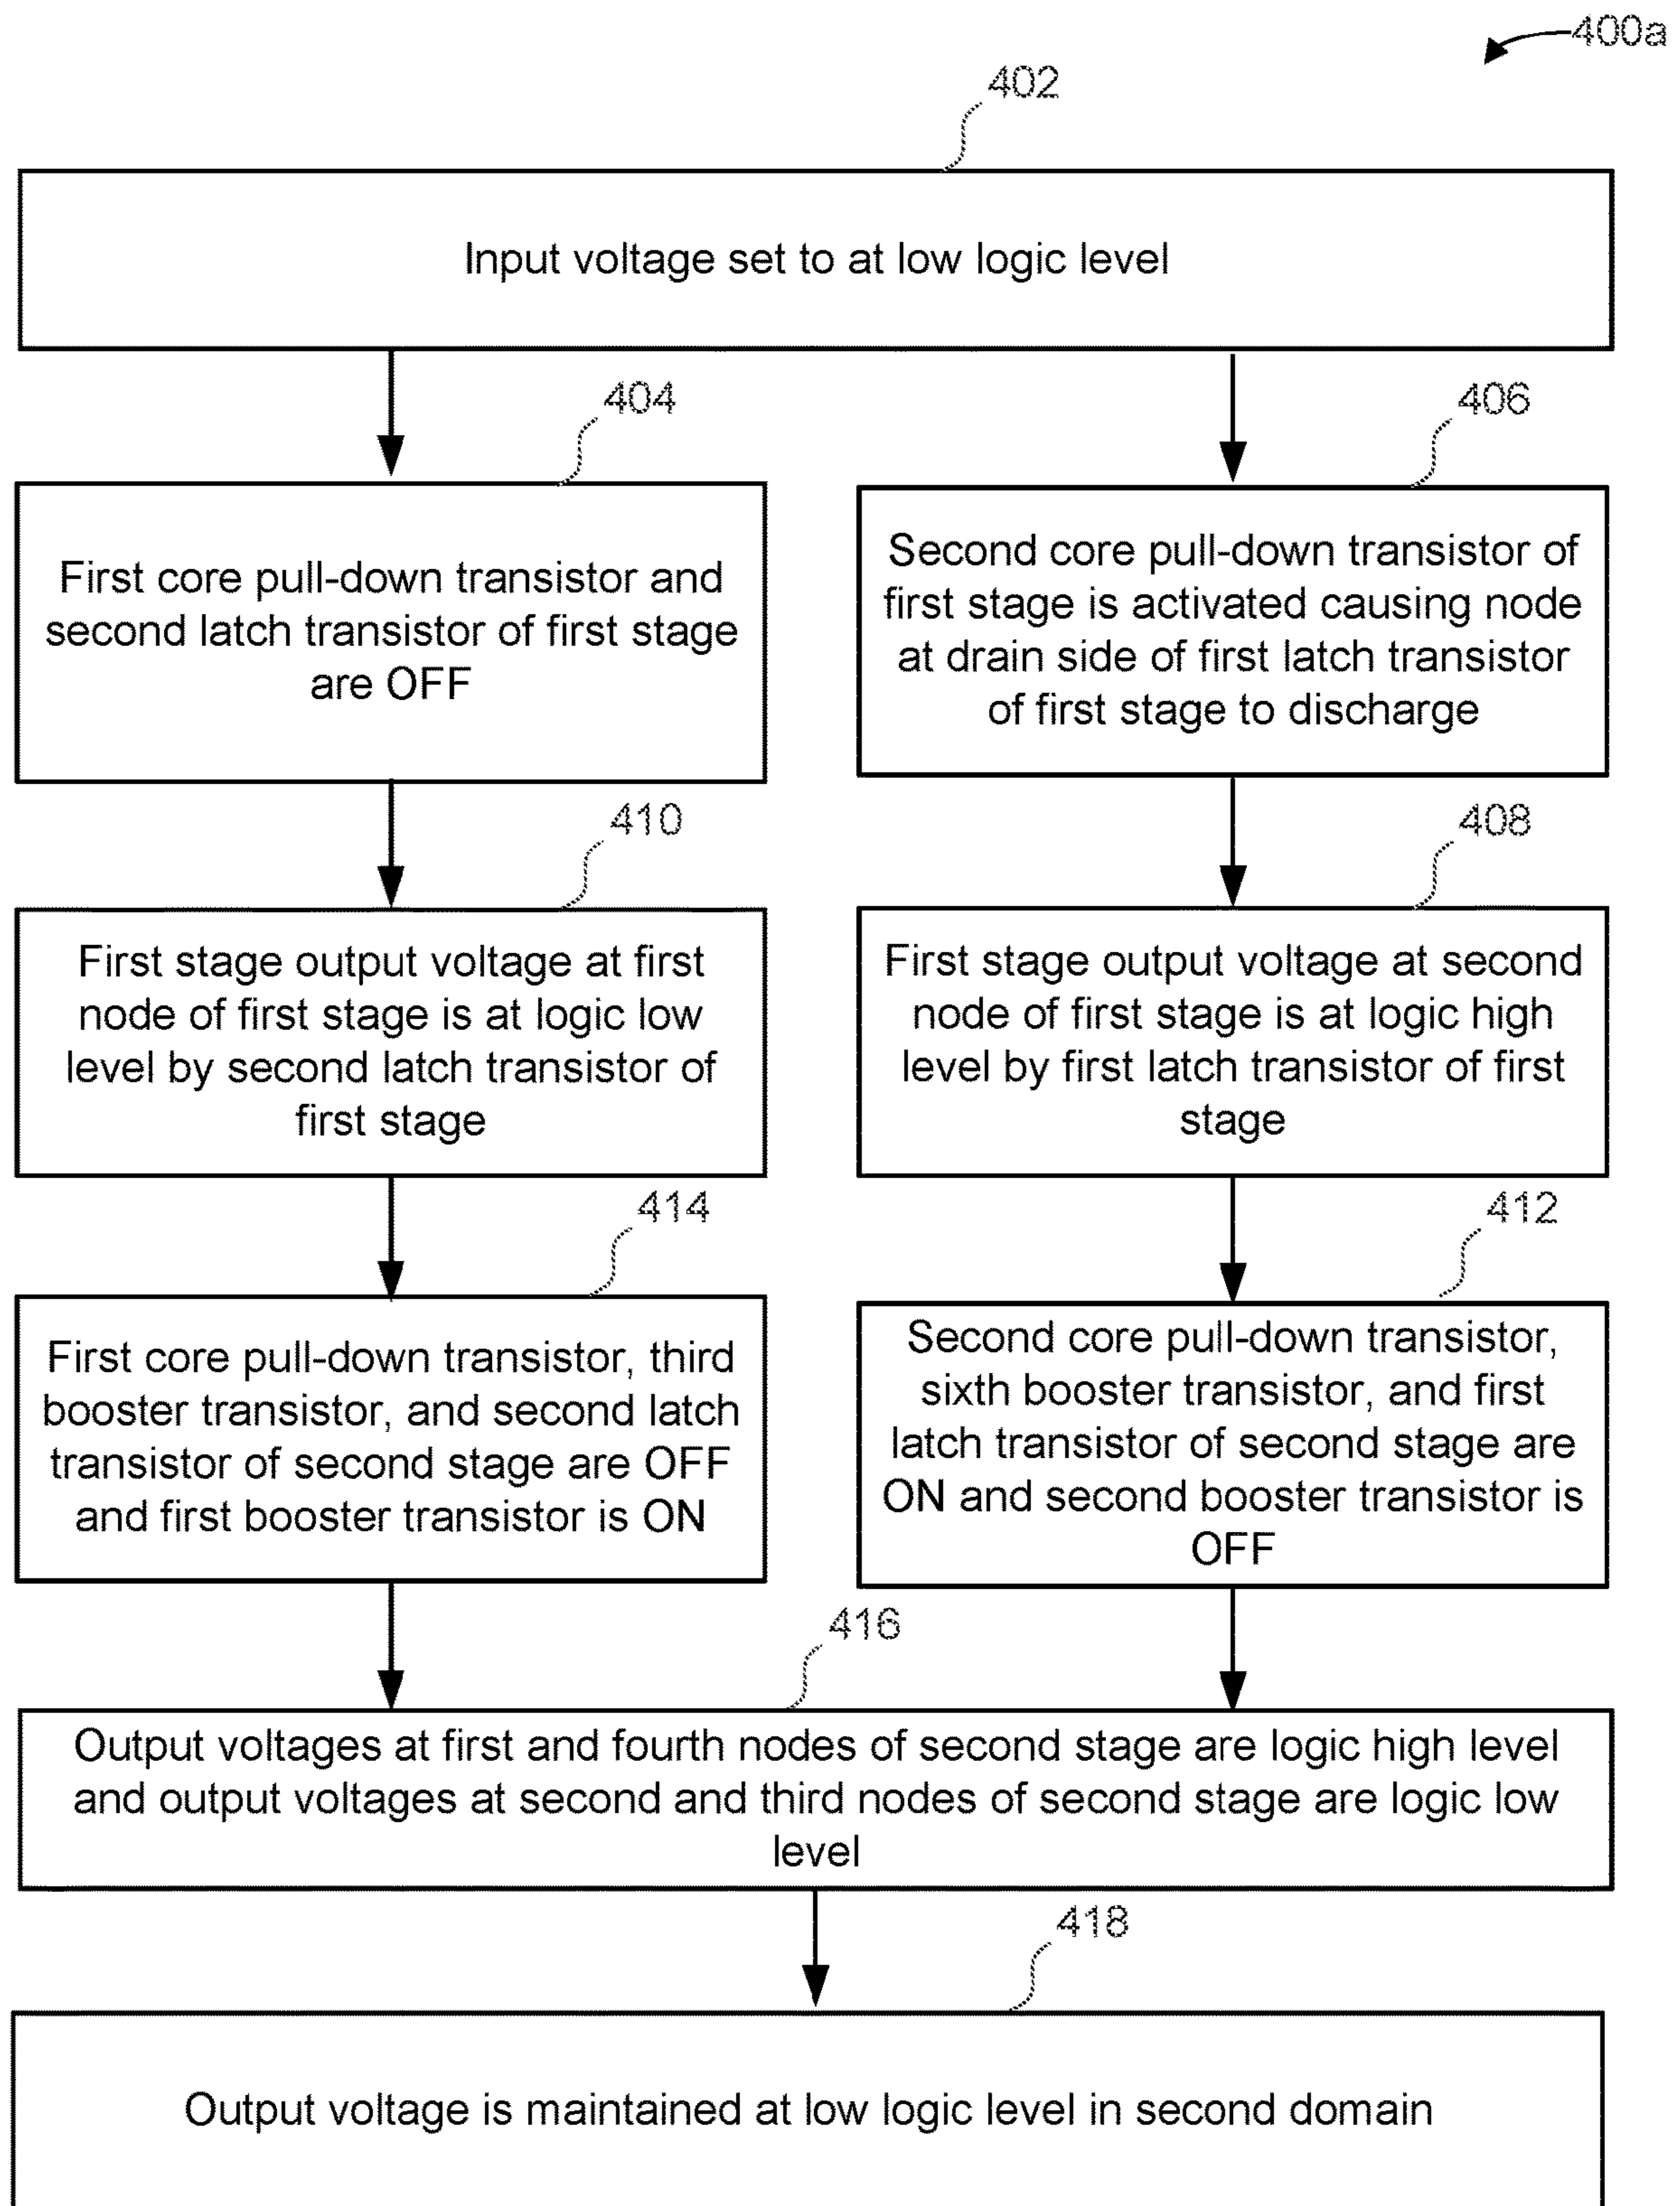 400a
402
Input voltage set to at low logic level
404
First core pull-down transistor and
second latch transistor of first stage
are OFF
406
Second core pull-down transistor of
first stage is activated causing node
at drain side of first latch transistor
of first stage to discharge
410
First stage output voltage at first
node of first stage is at logic low
level by second latch transistor of
first stage
408
First stage output voltage at second
node of first stage is at logic high
level by first latch transistor of first
stage
414
First core pull-down transistor, third
booster transistor, and second latch
transistor of second stage are OFF
and first booster transistor is ON
412
Second core pull-down transistor,
sixth booster transistor, and first
latch transistor of second stage are
ON and second booster transistor is
OFF
416
Output voltages at first and fourth nodes of second stage are logic high level
and output voltages at second and third nodes of second stage are logic low
level
418
Output voltage is maintained at low logic level in second domain